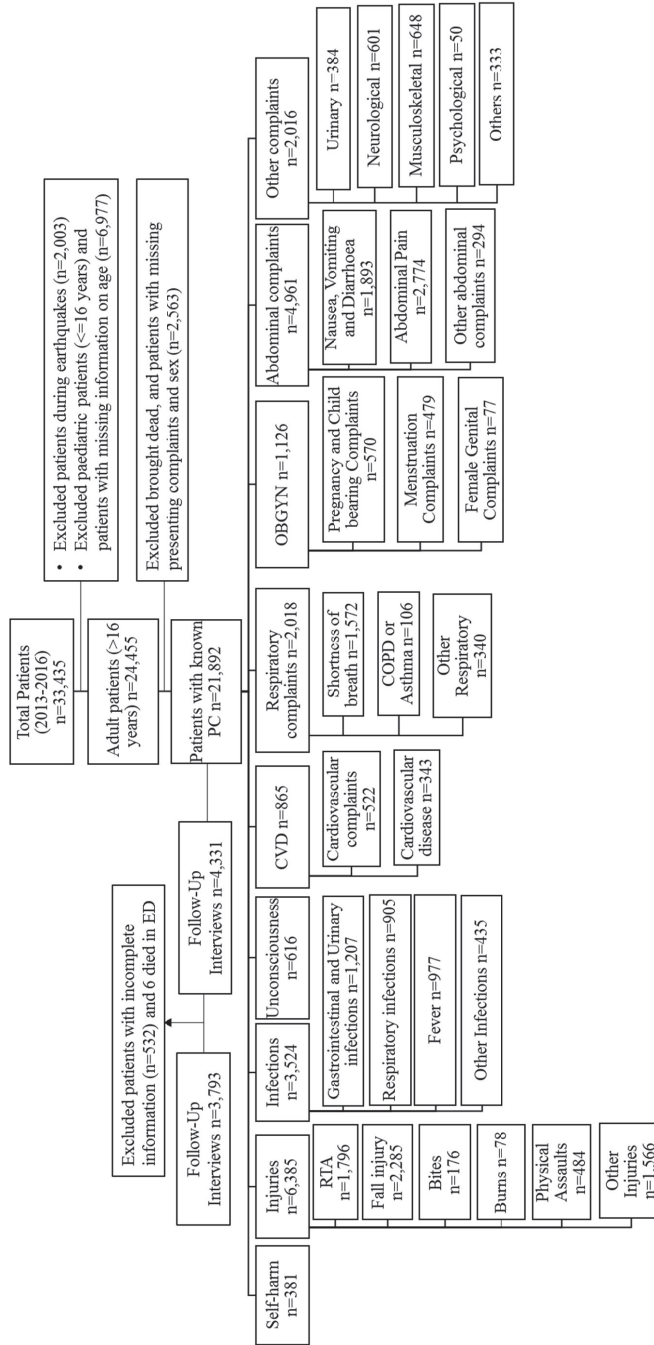 Total Patients
(2013-2016)
n=33,435
• Excluded patients during earthquakes (n=2,003)
• Excluded paediatric patients (<=16 years) and
patients with missing information on age (n=6,977)
Adult patients (>16
years) n=24,455
Excluded brought dead, and patients with missing
presenting complaints and sex (n=2,563)
Patients with known
PC n=21,892
Follow-Up
Interviews n=4,331
Excluded patients with incomplete
information (n=532) and 6 died in ED
Follow-Up
Interviews n=3,793
Self-harm
n=381
Injuries
n=6,385
RTA
n=1,796
Fall injury
n=2,285
Bites
n=176
Burns n=78
Physical
Assaults
n=484
Other
Injuries
n=1,566
Infections
n=3,524
Gastrointestinal and Urinary
infections n=1,207
Respiratory infections n=905
Fever n=977
Other Infections n=435
Unconsciousness
n=616
CVD n=865
Cardiovascular
complaints
n=522
Cardiovascular
disease n=343
Respiratory
complaints n=2,018
Shortness of
breath n=1,572
COPD or
Asthma n=106
Other
Respiratory
n=340
OBGYN n=1,126
Pregnancy and Child
bearing Complaints
n=570
Menstruation
Complaints n=479
Female Genital
Complaints n=77
Abdominal complaints
n=4,961
Nausea, Vomiting
and Diarrhoea
n=1,893
Abdominal Pain
n=2,774
Other abdominal
complaints n=294
Other complaints
n=2,016
Urinary n=384
Neurological n=601
Musculoskeletal n=648
Psychological n=50
Others n=333